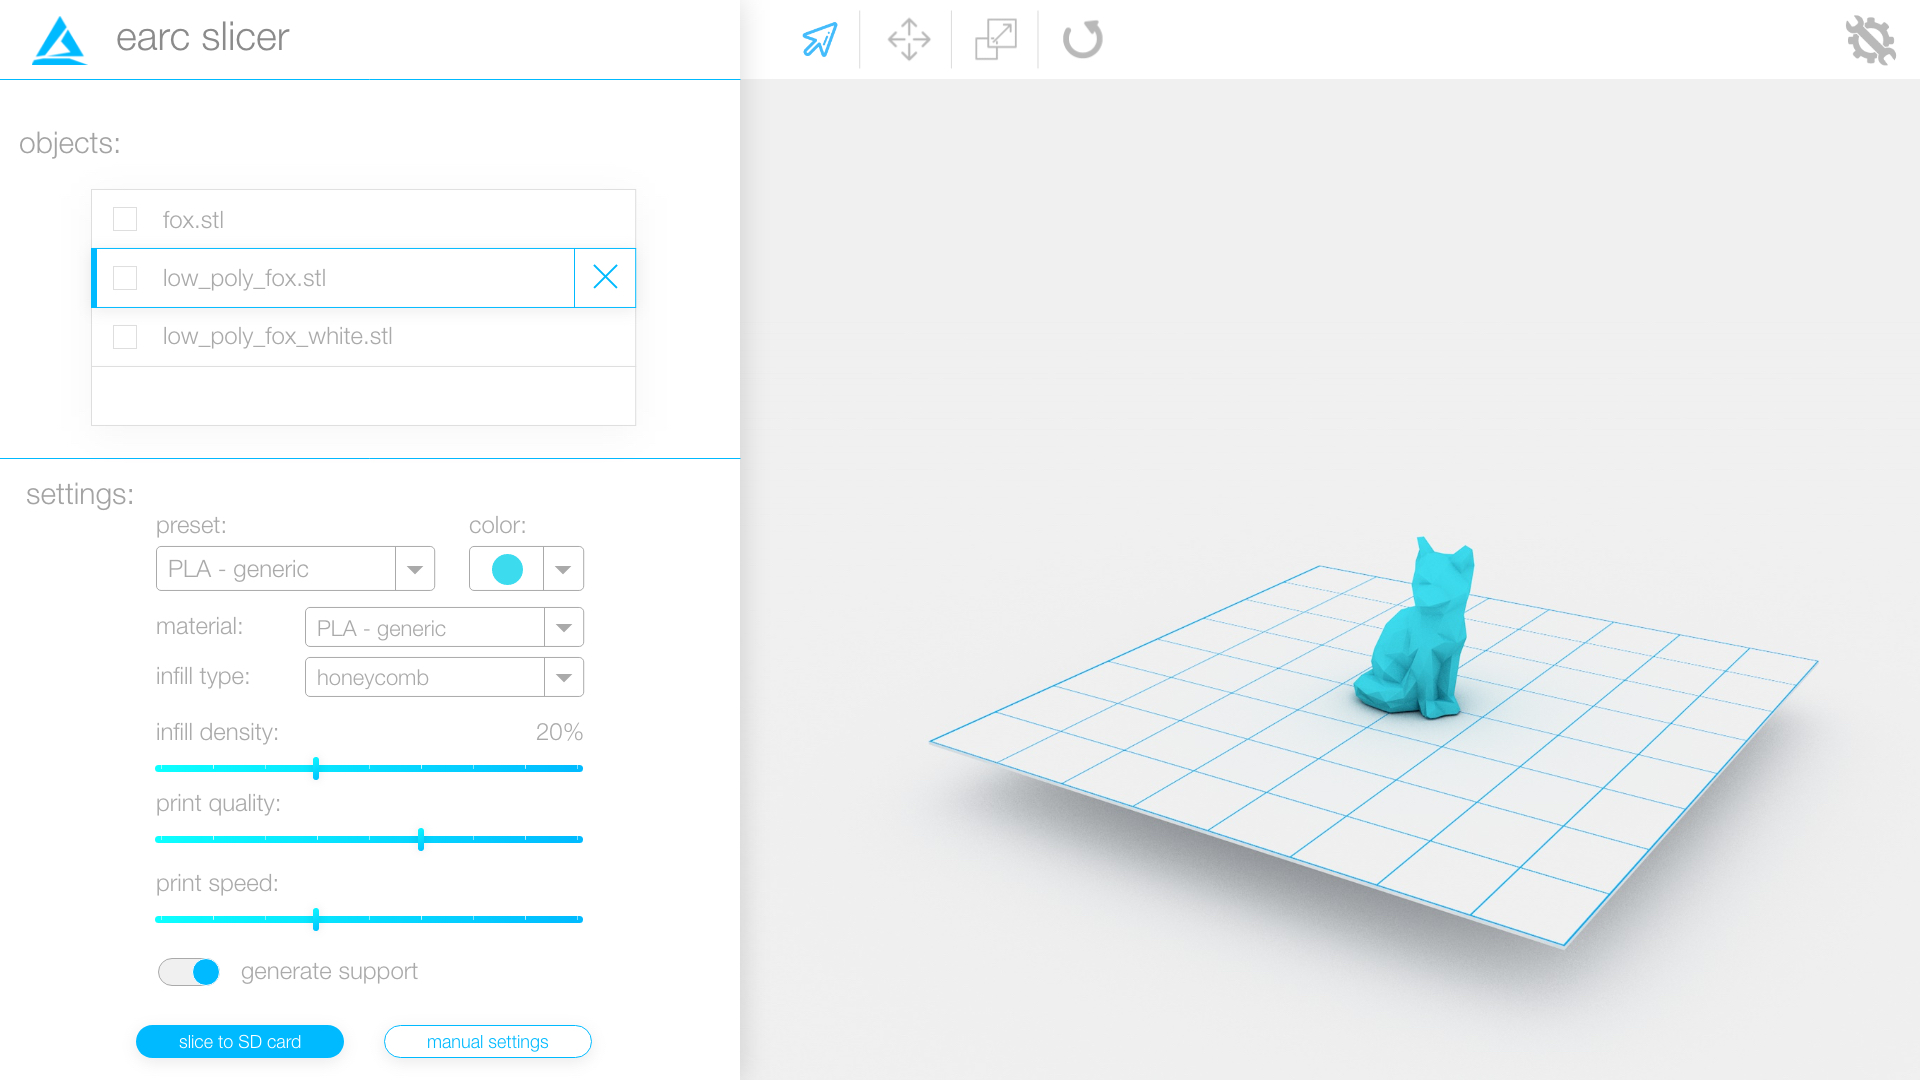 earc slicer
objects:
fox.stl
low_poly_fox.stl
low_poly_fox_white.stl
settings:
preset:
color:
PLA - generic
material:
PLA - generic
infill type:
honeycomb
infill density:
20%
print quality:
print speed:
generate support
slice to SD card
manual settings